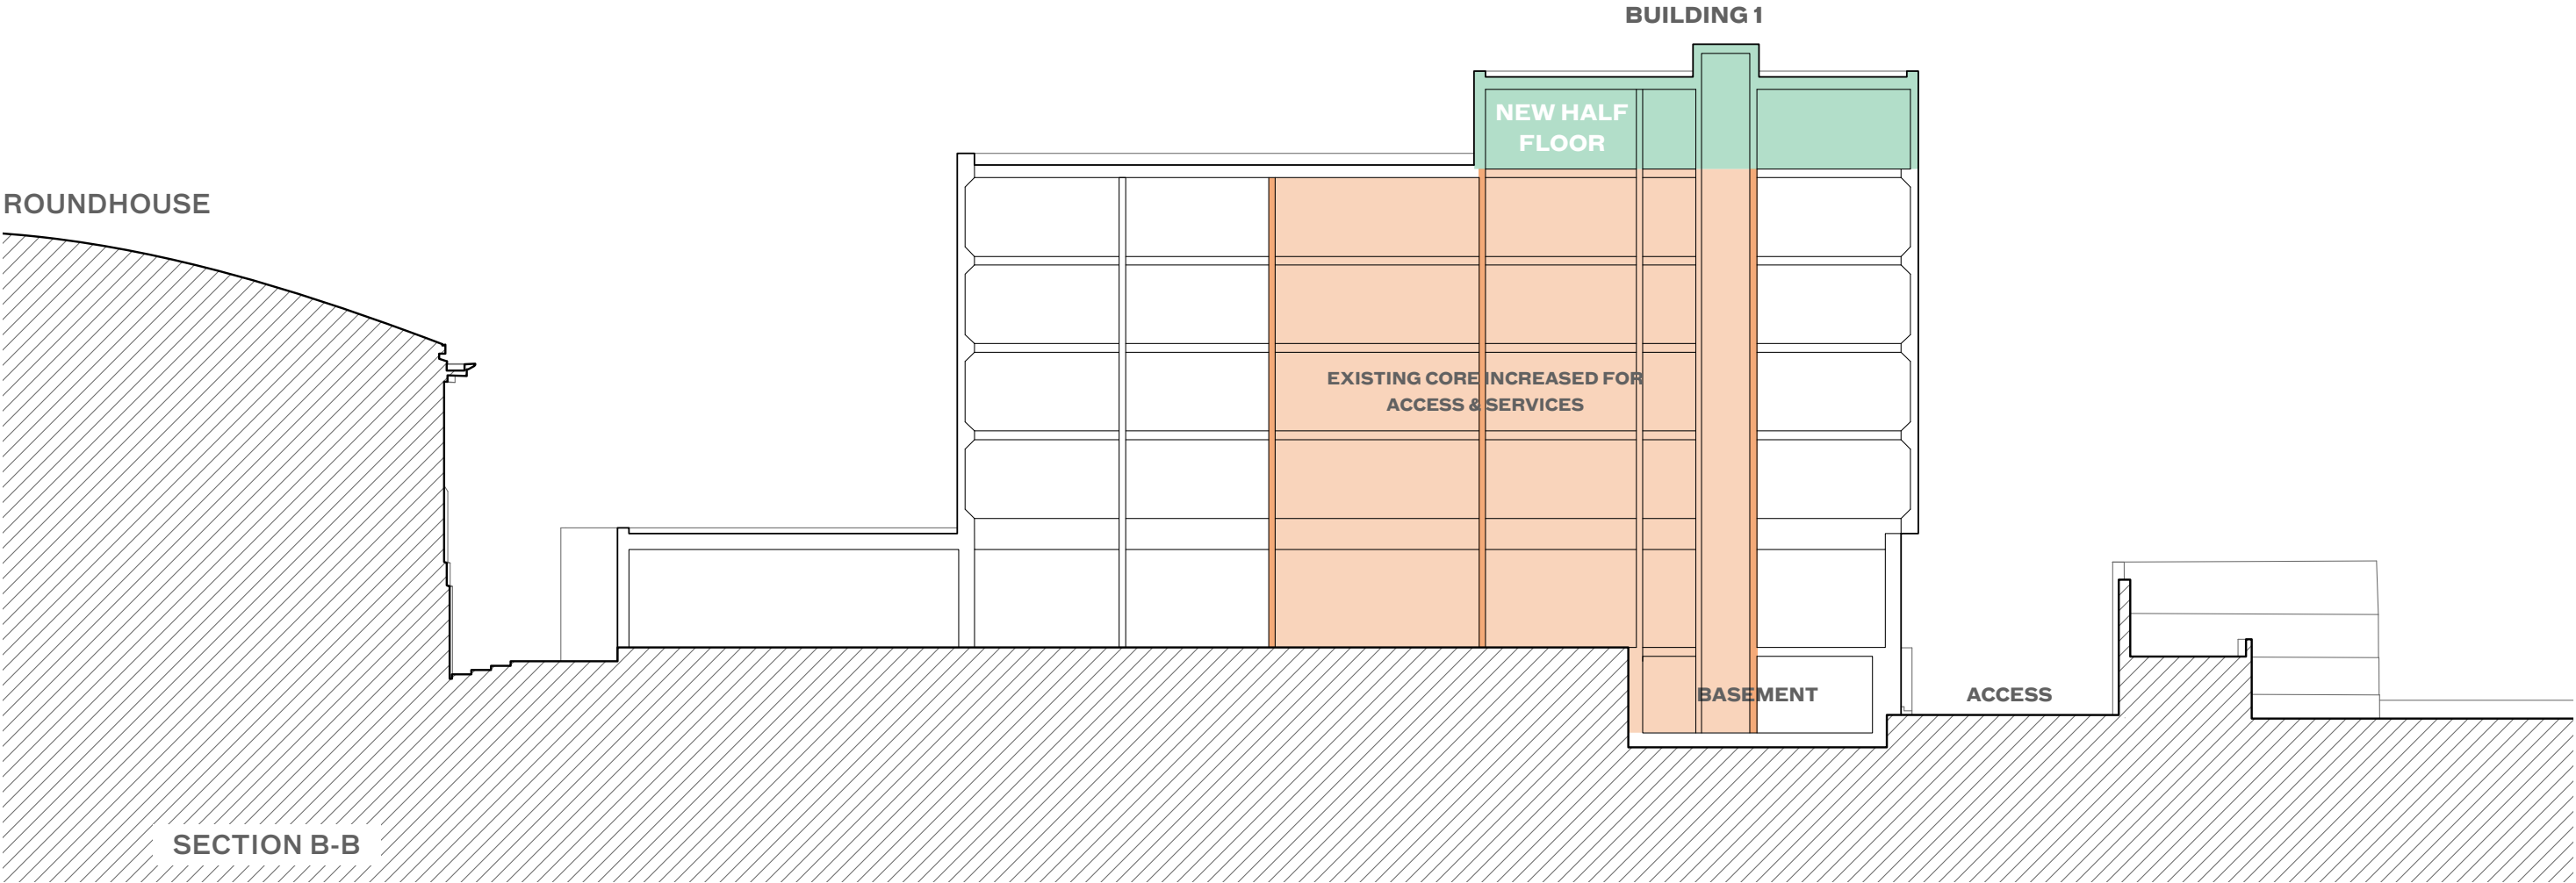 BUILDING 1
NEW HALF
FLOOR
ROUNDHOUSE
EXISTING CORE INCREASED FOR
ACCESS & SERVICES
BASEMENT
ACCESS
SECTION B-B